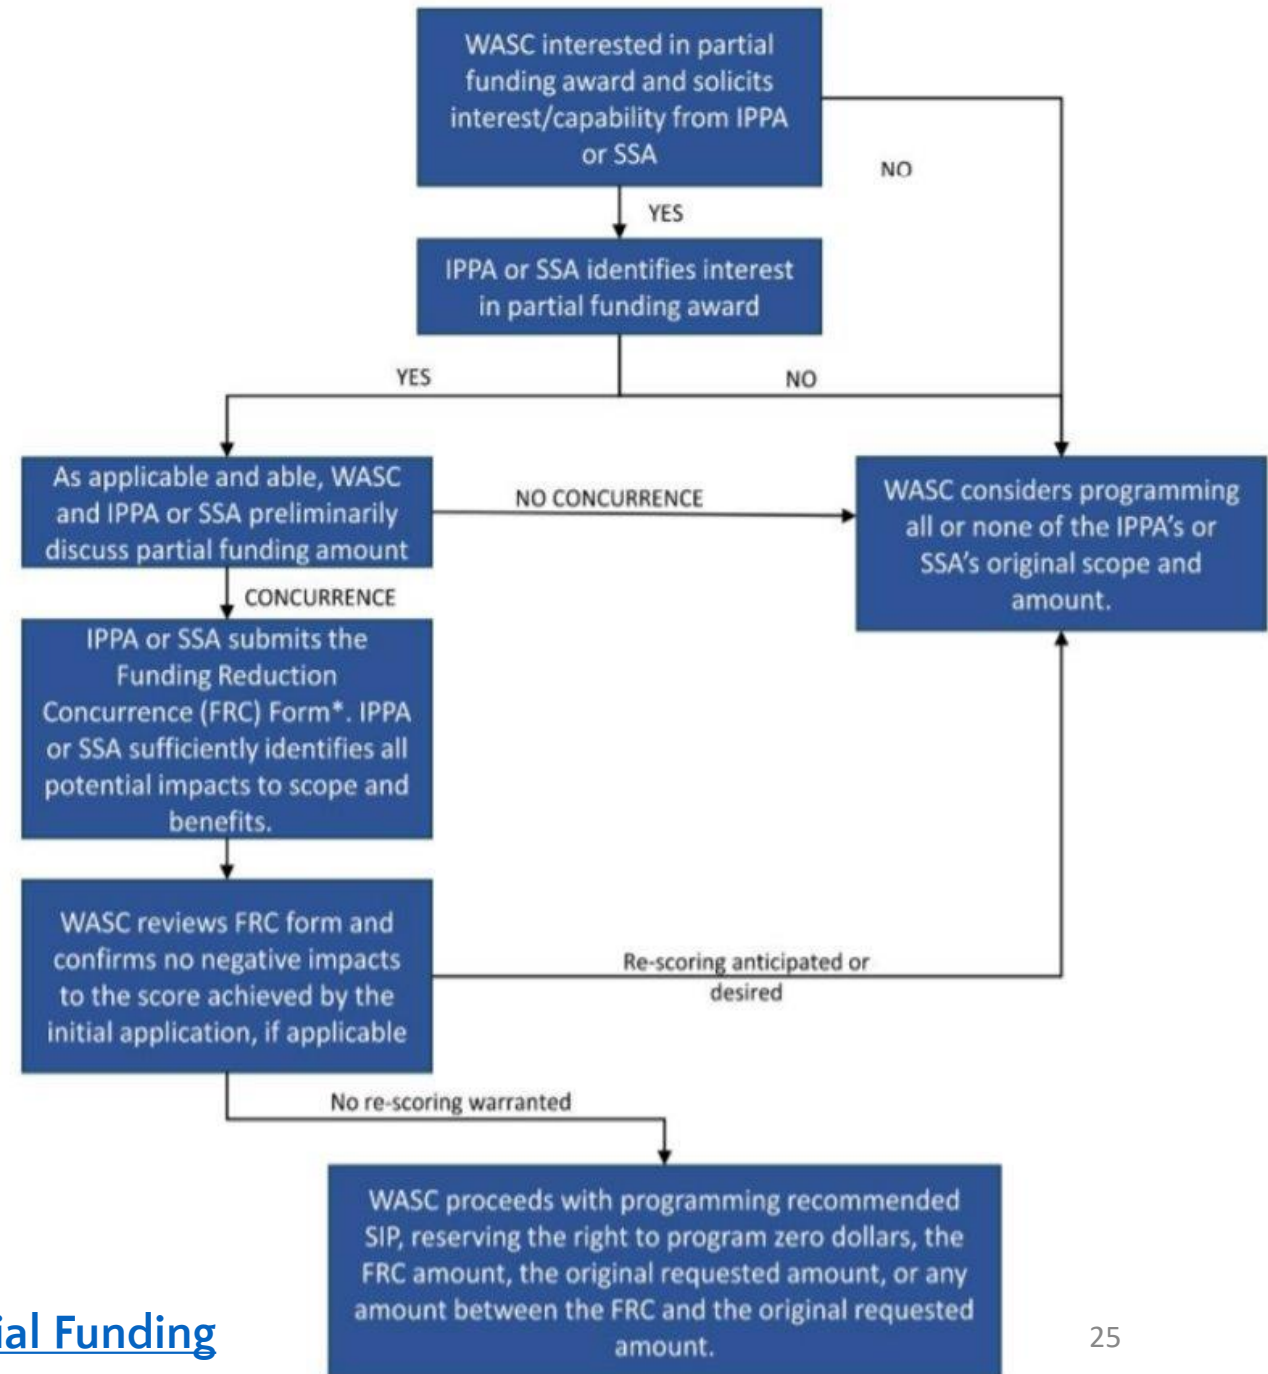 WASC interested in partial
funding award and solicits
interest/capability from IPPA
or SSA
NO
YES
IPPA or SSA identifies interest
in partial funding award
YES
NO
As applicable and able, WASC
and IPPA or SSA preliminarily
discuss partial funding amount
NO CONCURRENCE
WASC considers programming
all or none of the IPPA's or
SSA's original scope and
amount.
CONCURRENCE
IPPA or SSA submits the
Funding Reduction
Concurrence (FRC) Form*. IPPA
or SSA sufficiently identifies all
potential impacts to scope and
benefits.
WASC reviews FRC form and
confirms no negative impacts
to the score achieved by the
initial application, if applicable
Re-scoring anticipated or
desired
No re-scoring warranted
WASC proceeds with programming recommended
SIP, reserving the right to program zero dollars, the
FRC amount, the original requested amount, or any
amount between the FRC and the original requested
amount.
ial Funding
25